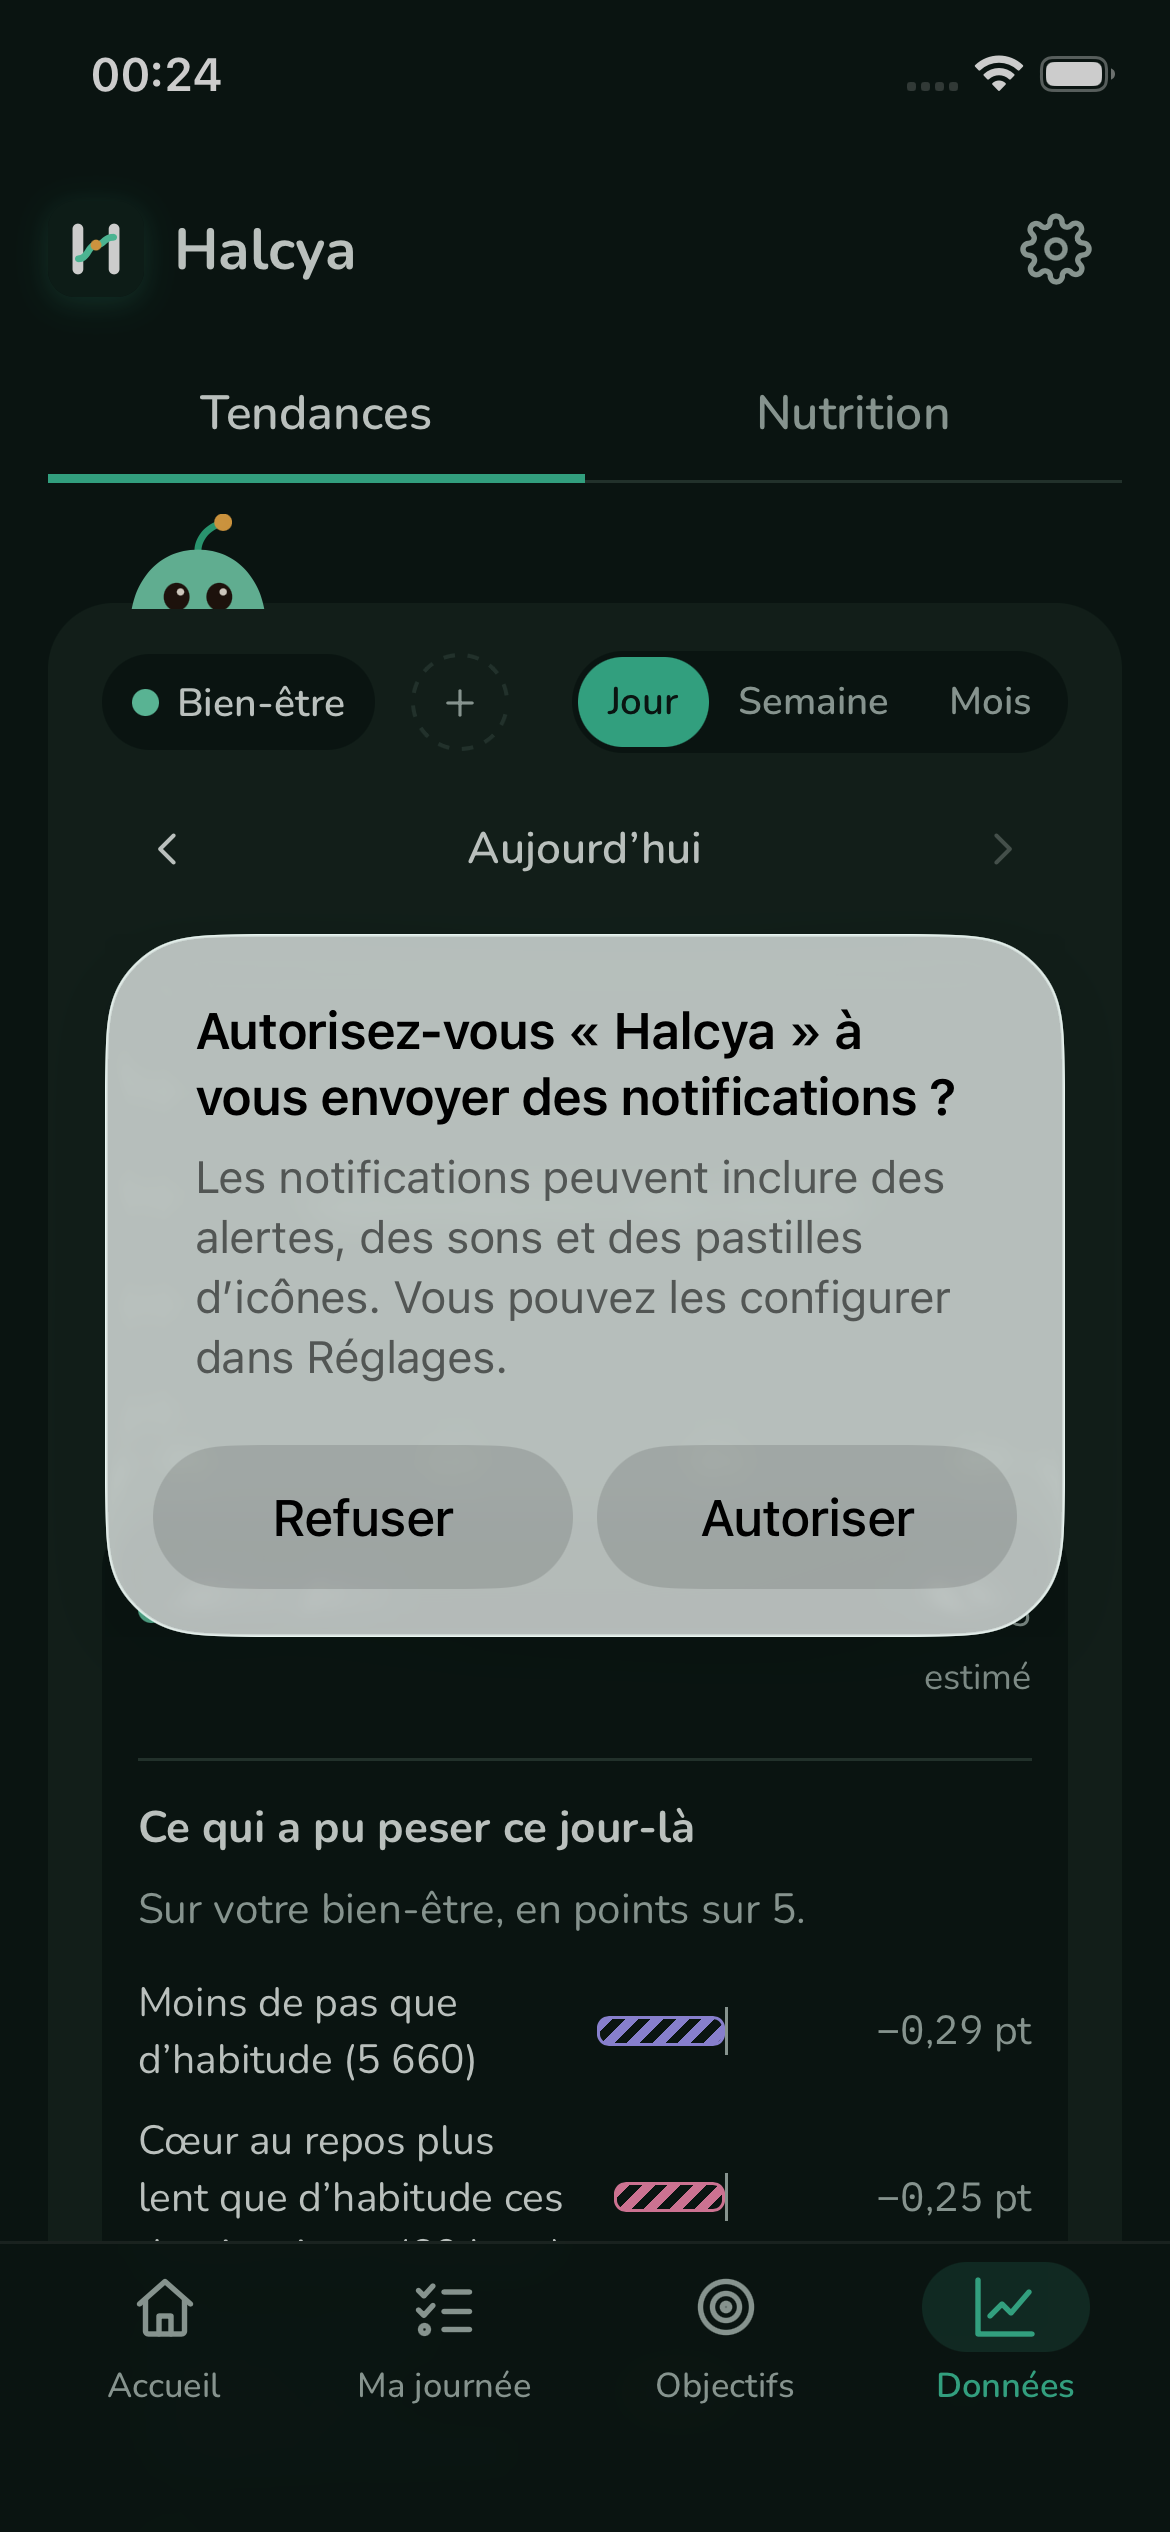 00:24
Halcya
Tendances
Nutrition
Bien-être
+
Jour
Semaine
Mois
Aujourd’hui
Autorisez-vous « Halcya » à
vous envoyer des notifications ?
Les notifications peuvent inclure des
alertes, des sons et des pastilles
d’icônes. Vous pouvez les configurer
dans Réglages.
Refuser
Autoriser
estimé
Ce qui a pu peser ce jour-là
Sur votre bien-être, en points sur 5.
Moins de pas que
d’habitude (5 660)
−0,29 pt
Cœur au repos plus
lent que d’habitude ces
−0,25 pt
Accueil
Ma journée
Objectifs
Données